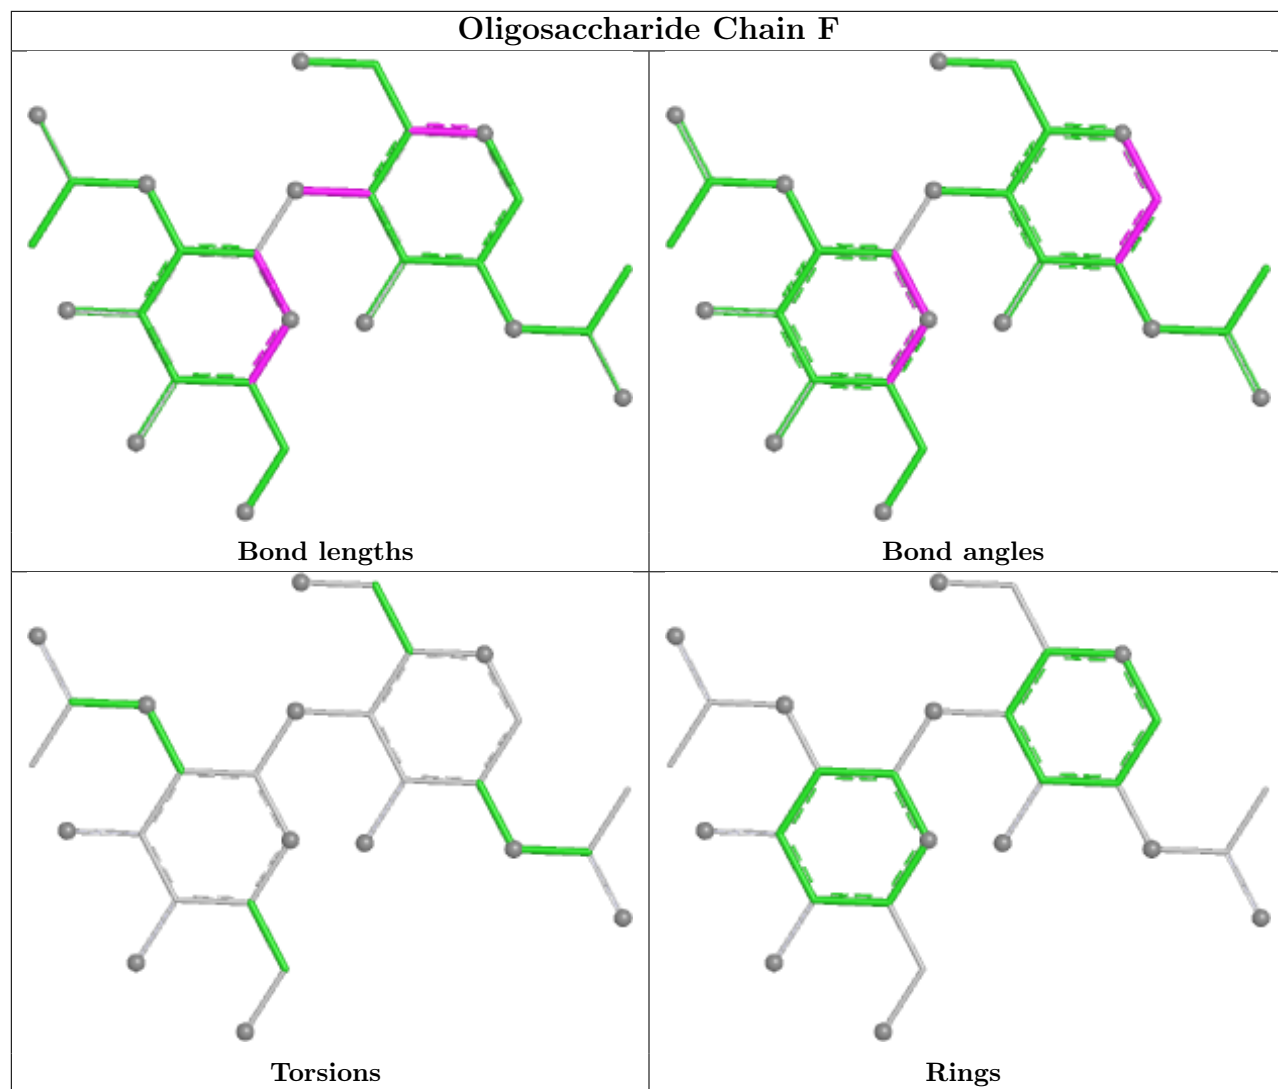 Oligosaccharide Chain F
Bond lengths
Bond angles
Torsions
Rings